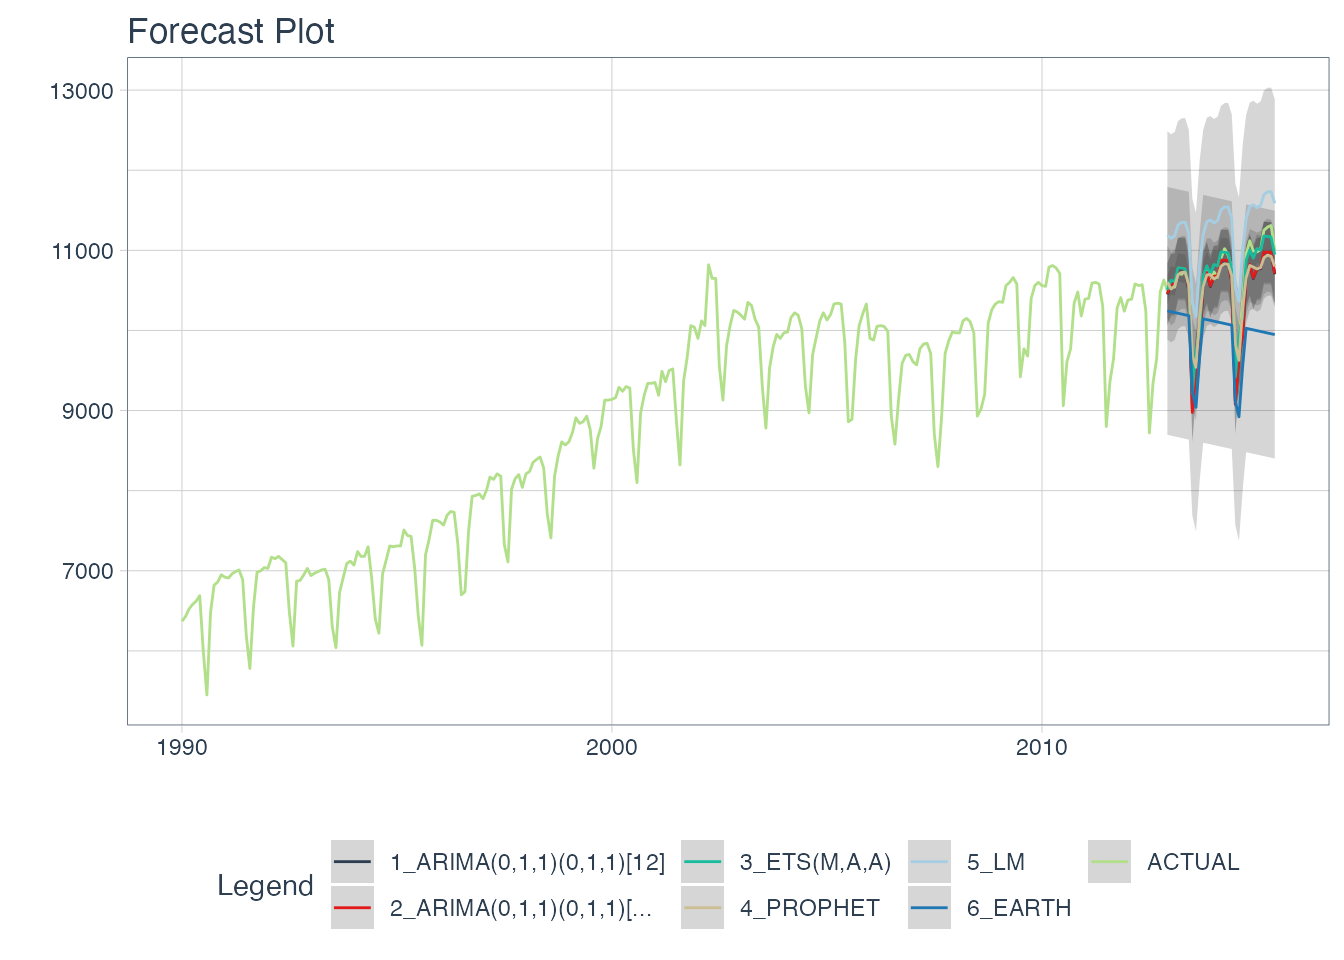 Forecast Plot
13000
11000
9000
7000
1990 2000 2010
Legend
1_ARIMA(0,1,1)(0,1,1)[12] 3_ETS(M,A,A) 5_LM ACTUAL
2_ARIMA(0,1,1)(0,1,1)[... 4_PROPHET 6_EARTH